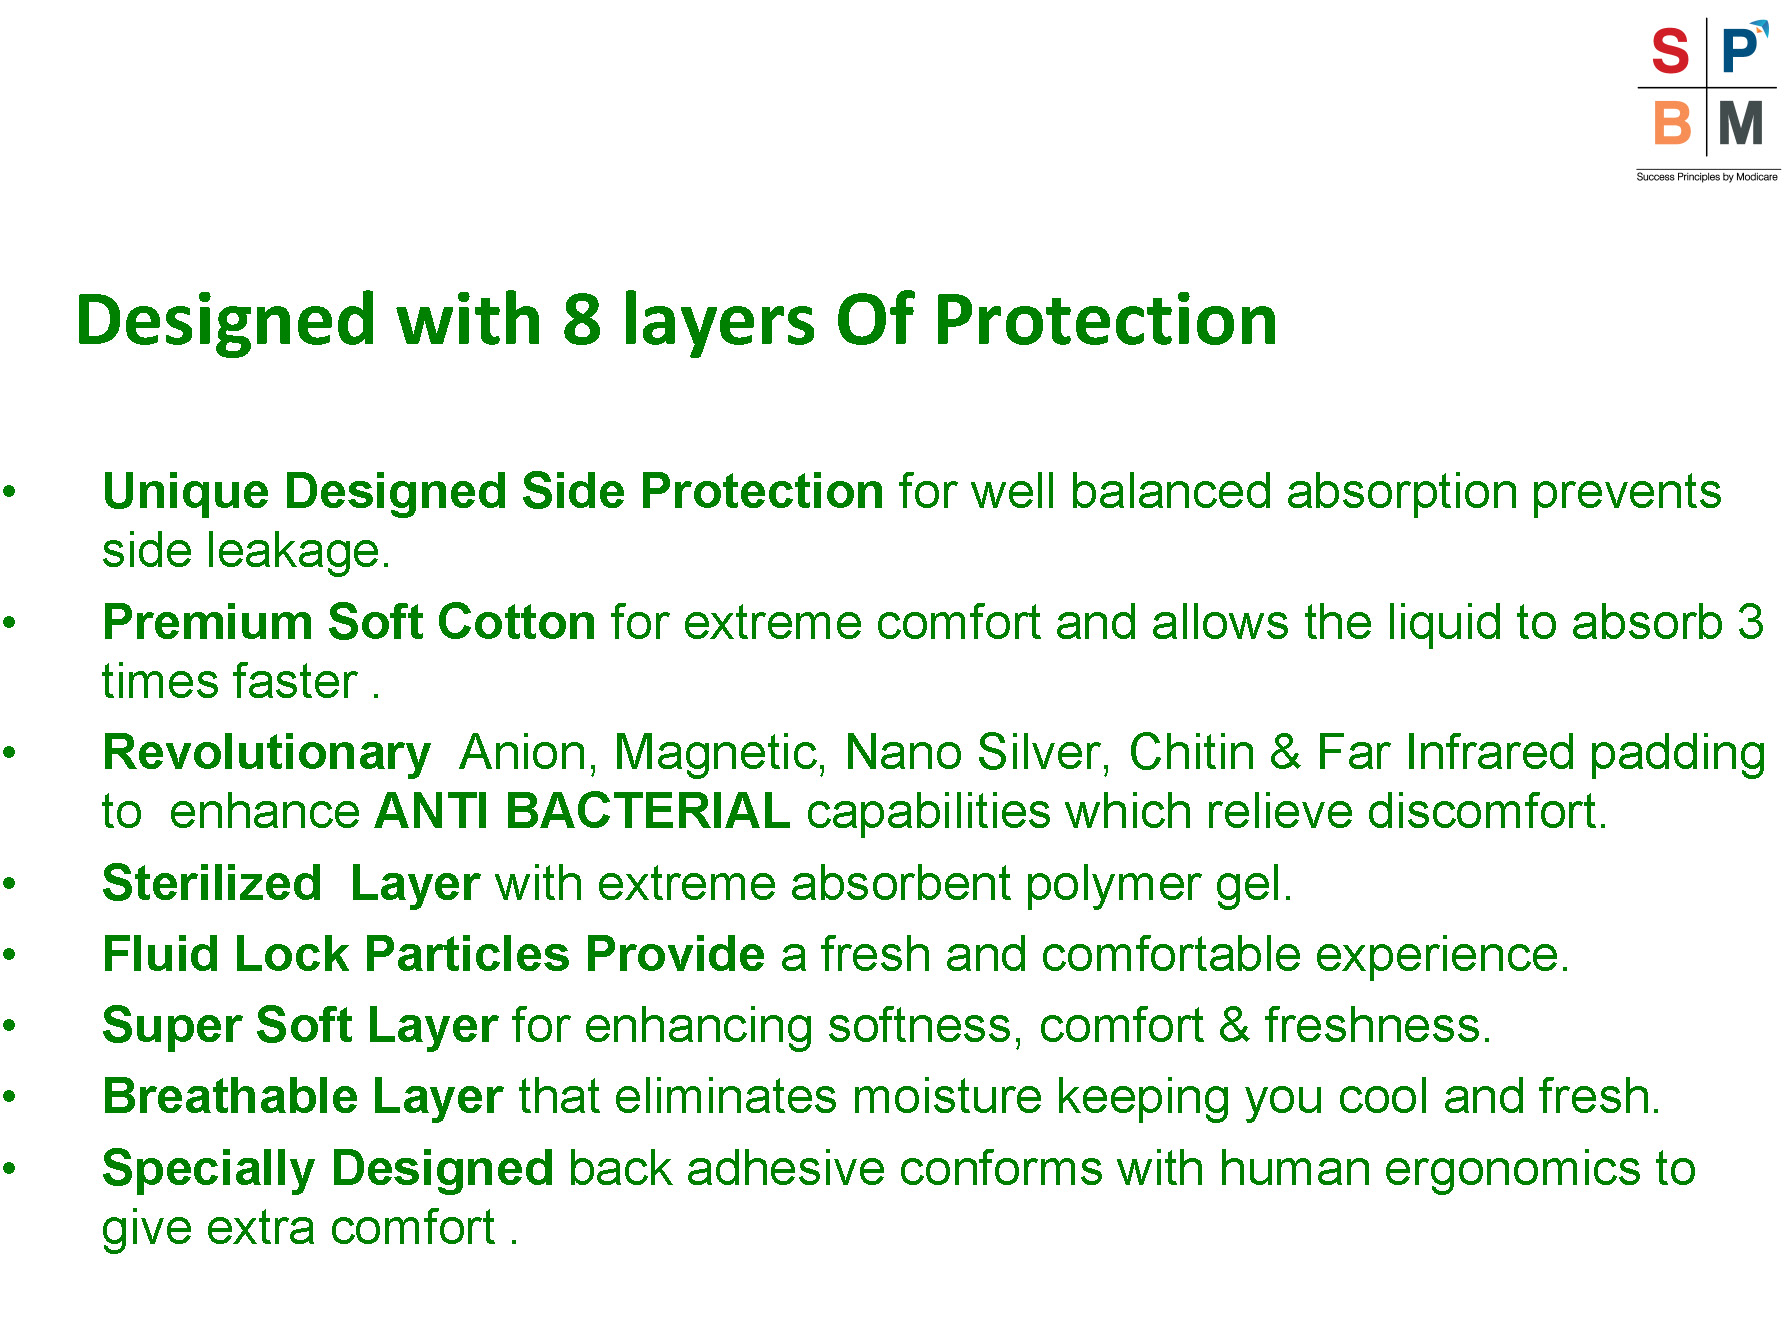 S P
B M
Success Principles by Modicare
Designed with 8 layers Of Protection
• Unique Designed Side Protection for well balanced absorption prevents
side leakage.
• Premium Soft Cotton for extreme comfort and allows the liquid to absorb 3
times faster .
• Revolutionary  Anion, Magnetic, Nano Silver, Chitin & Far Infrared padding
to  enhance ANTI BACTERIAL capabilities which relieve discomfort.
• Sterilized  Layer with extreme absorbent polymer gel.
• Fluid Lock Particles Provide a fresh and comfortable experience.
• Super Soft Layer for enhancing softness, comfort & freshness.
• Breathable Layer that eliminates moisture keeping you cool and fresh.
• Specially Designed back adhesive conforms with human ergonomics to
give extra comfort .